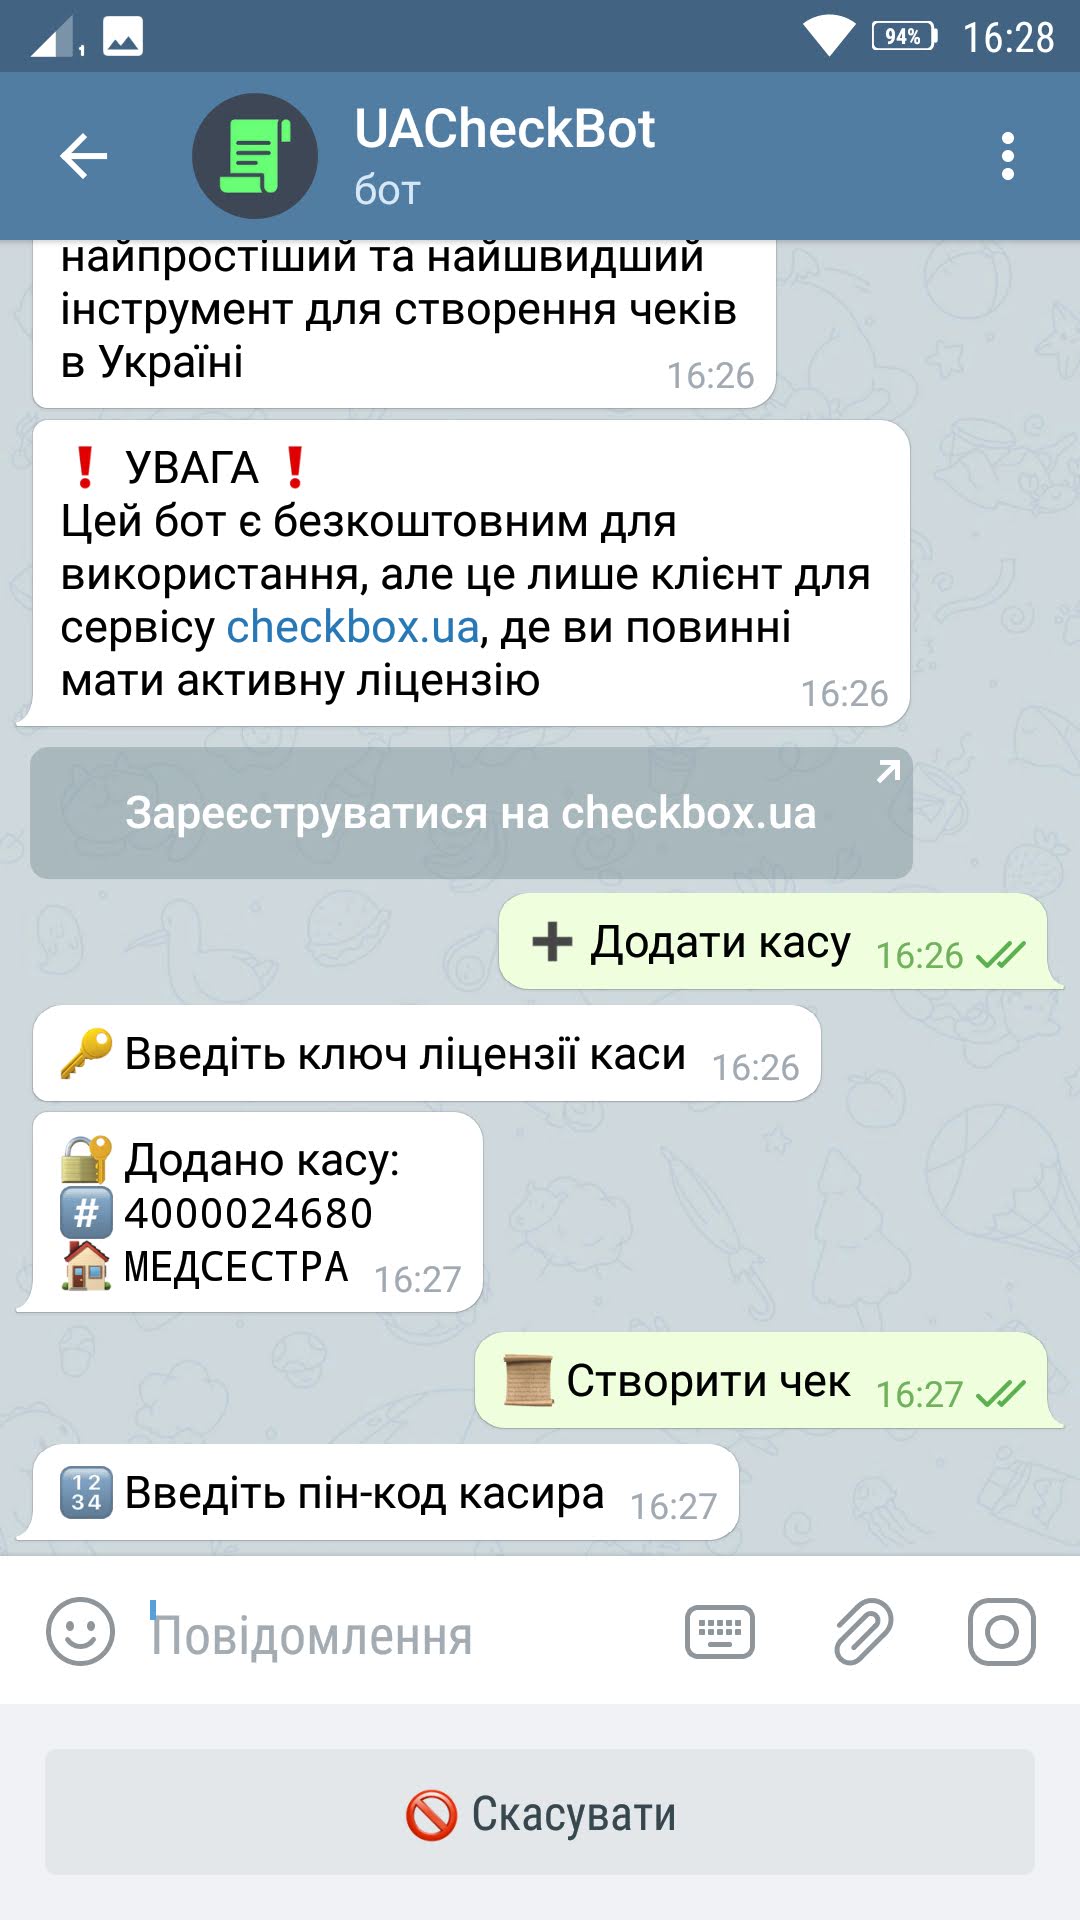 94% 16:28
UACheckBot
бот
найпростіший та найшвидший
інструмент для створення чеків
в Україні 16:26
❗ УВАГА ❗
Цей бот є безкоштовним для
використання, але це лише клієнт для
сервісу checkbox.ua, де ви повинні
мати активну ліцензію 16:26
Зареєструватися на checkbox.ua
➕ Додати касу 16:26
🔑 Введіть ключ ліцензії каси 16:26
🔐 Додано касу:
#️⃣ 4000024680
🏠 МЕДСЕСТРА 16:27
📜 Створити чек 16:27
🔢 Введіть пін-код касира 16:27
Повідомлення
🚫 Скасувати